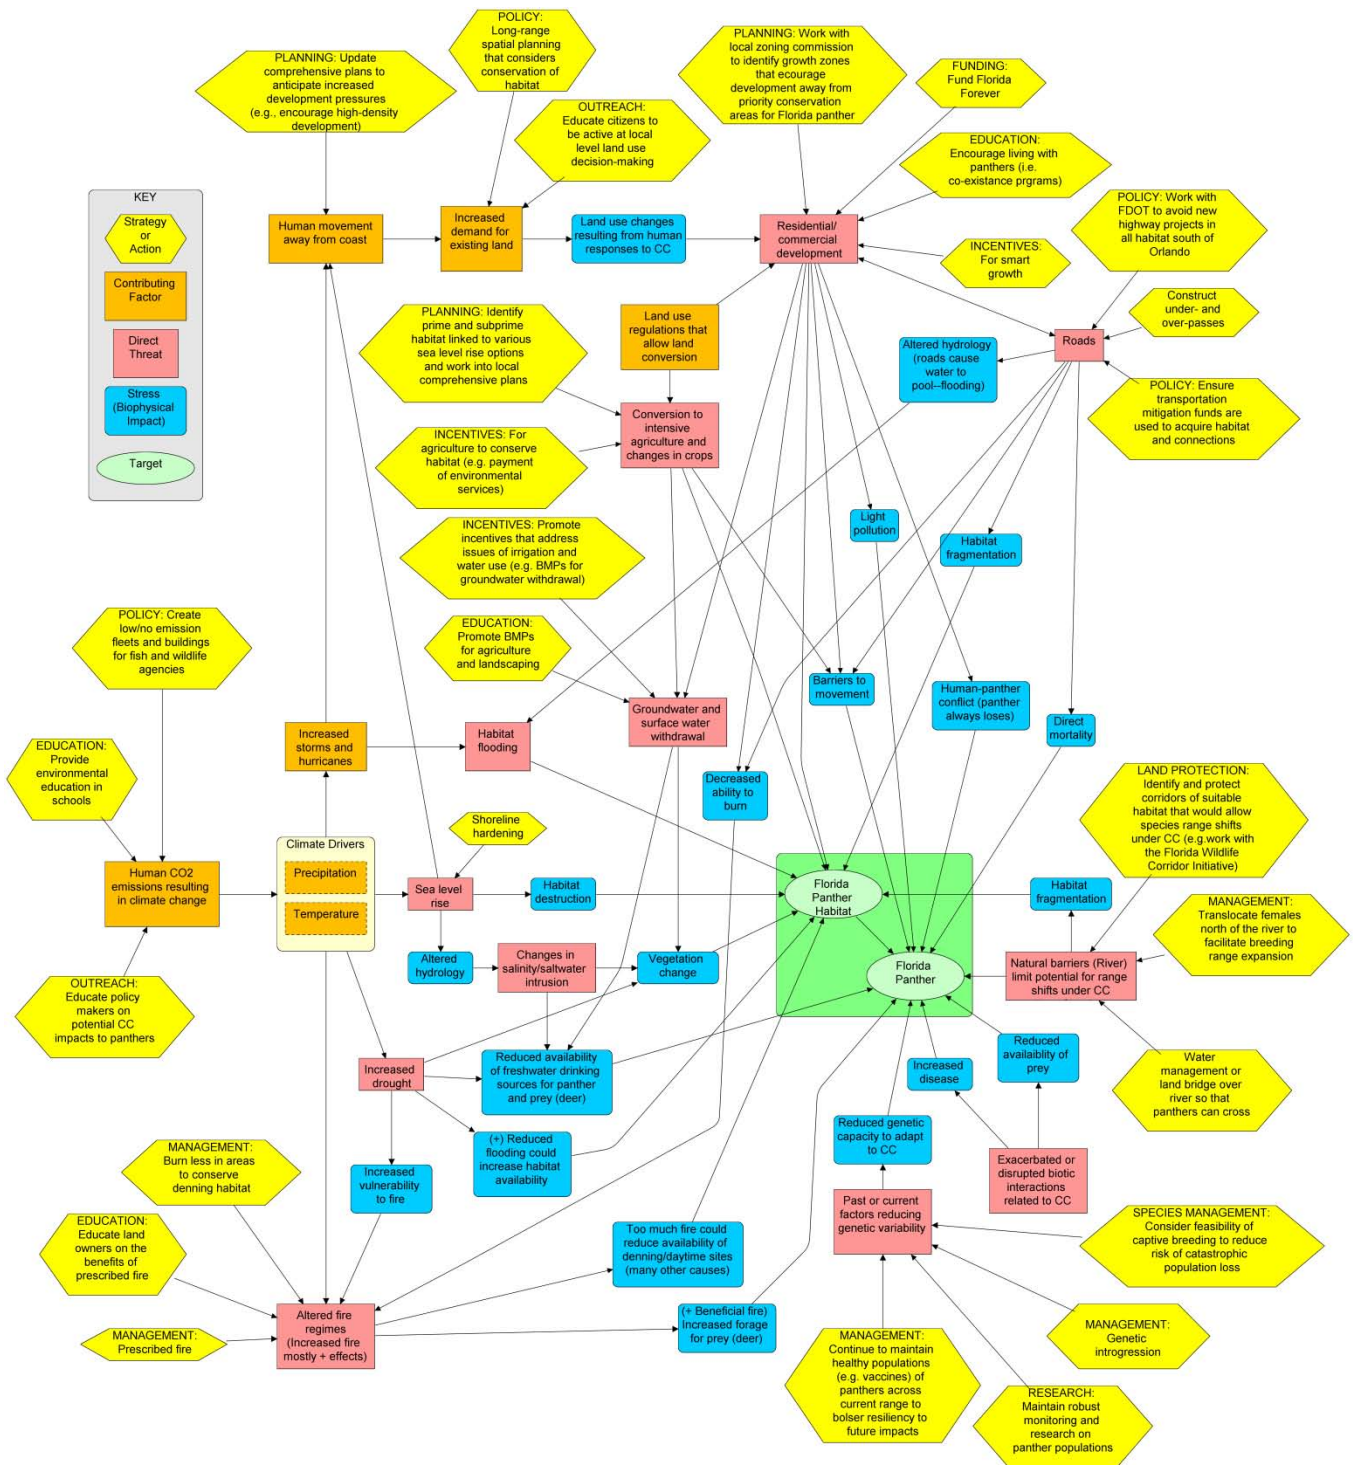 POLICY:
Long-range
spatial planning
that considers
conservation of
habitat
PLANNING: Update
comprehensive plans to
anticipate increased
development pressures
(e.g., encourage high-density
development)
OUTREACH:
Educate citizens to
be active at local
level land use
decision-making
PLANNING: Work with
local zoning commission
to identify growth zones
that ecourage
development away from
priority conservation
areas for Florida panther
FUNDING:
Fund Florida
Forever
EDUCATION:
Encourage living with
panthers (i.e.
co-existance prgrams)
POLICY: Work with
FDOT to avoid new
highway projects in
all habitat south of
Orlando
KEY
Strategy
or
Action
Contributing
Factor
Direct
Threat
Stress
(Biophysical
Impact)
Target
Human movement
away from coast
Increased
demand for
existing land
Land use changes
resulting from human
responses to CC
Residential/
commercial
development
INCENTIVES:
For smart
growth
Construct
under- and
over-passes
PLANNING: Identify
prime and subprime
habitat linked to various
sea level rise options
and work into local
comprehensive plans
Land use
regulations that
allow land
conversion
Altered hydrology
(roads cause
water to
pool--flooding)
Roads
POLICY: Ensure
transportation
mitigation funds are
used to acquire habitat
and connections
INCENTIVES: For
agriculture to conserve
habitat (e.g. payment
of environmental
services)
Conversion to
intensive
agriculture and
changes in crops
INCENTIVES: Promote
incentives that address
issues of irrigation and
water use (e.g. BMPs for
groundwater withdrawal)
Light
pollution
Habitat
fragmentation
POLICY: Create
low/no emission
fleets and buildings
for fish and wildlife
agencies
EDUCATION:
Promote BMPs
for agriculture
and landscaping
Barriers to
movement
Human-panther
conflict (panther
always loses)
Direct
mortality
Increased
storms and
hurricanes
Habitat
flooding
Groundwater and
surface water
withdrawal
EDUCATION:
Provide
environmental
education in
schools
Decreased
ability to
burn
LAND PROTECTION:
Identify and protect
corridors of suitable
habitat that would allow
species range shifts
under CC (e.g.work with
the Florida Wildlife
Corridor Initiative)
Shoreline
hardening
Climate Drivers
Precipitation
Temperature
Human CO2
emissions resulting
in climate change
Sea level
rise
Habitat
destruction
Florida
Panther
Habitat
Habitat
fragmentation
MANAGEMENT:
Translocate females
north of the river to
facilitate breeding
range expansion
Altered
hydrology
Changes in
salinity/saltwater
intrusion
Vegetation
change
Florida
Panther
Natural barriers (River)
limit potential for range
shifts under CC
OUTREACH:
Educate policy
makers on
potential CC
impacts to panthers
Increased
drought
Reduced availability
of freshwater drinking
sources for panther
and prey (deer)
Increased
disease
Reduced
availaiblity of
prey
Water
management or
land bridge over
river so that
panthers can cross
MANAGEMENT:
Burn less in areas
to conserve
denning habitat
Increased
vulnerability
to fire
(+) Reduced
flooding could
increase habitat
availability
Reduced genetic
capacity to adapt
to CC
Exacerbated or
disrupted biotic
interactions
related to CC
EDUCATION:
Educate land
owners on the
benefits of
prescribed fire
Too much fire could
reduce availability of
denning/daytime sites
(many other causes)
Past or current
factors reducing
genetic variability
SPECIES MANAGEMENT:
Consider feasibility of
captive breeding to reduce
risk of catastrophic
population loss
MANAGEMENT:
Prescribed fire
Altered fire
regimes
(Increased fire
mostly + effects)
(+ Beneficial fire)
Increased forage
for prey (deer)
MANAGEMENT:
Genetic
introgression
MANAGEMENT:
Continue to maintain
healthy populations
(e.g. vaccines) of
panthers across
current range to
bolser resiliency to
future impacts
RESEARCH:
Maintain robust
monitoring and
research on
panther populations